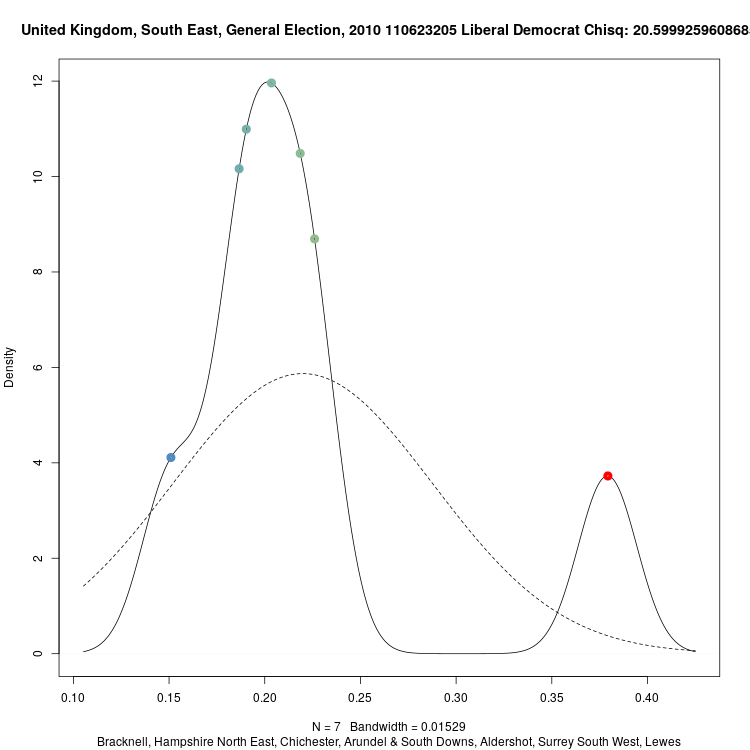 United Kingdom, South East, General Election, 2010 110623205 Liberal Democrat Chisq: 20.599925960868
12
10
8
6
4
2
0
Density
0.10 0.15 0.20 0.25 0.30 0.35 0.40
N = 7 Bandwidth = 0.01529
Bracknell, Hampshire North East, Chichester, Arundel & South Downs, Aldershot, Surrey South West, Lewes